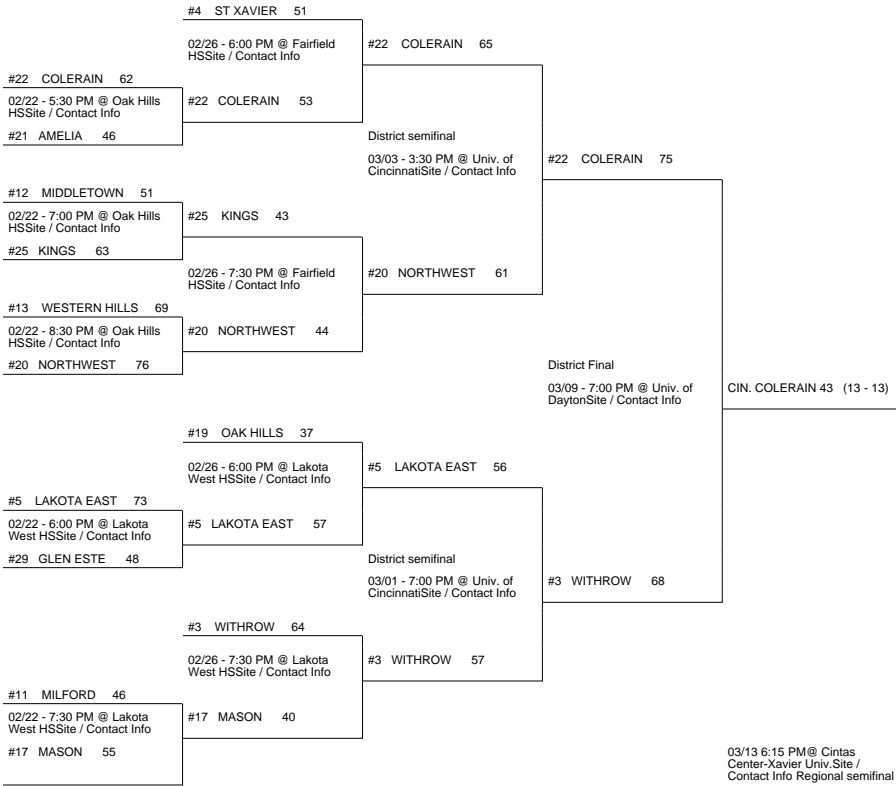 #4 ST XAVIER 51
02/26 - 6:00 PM @ Fairfield
HSSite / Contact Info
#22 COLERAIN 65
#22 COLERAIN 62
02/22 - 5:30 PM @ Oak Hills
HSSite / Contact Info
#22 COLERAIN 53
#21 AMELIA 46
District semifinal
03/03 - 3:30 PM @ Univ. of
CincinnatiSite / Contact Info
#22 COLERAIN 75
#12 MIDDLETOWN 51
02/22 - 7:00 PM @ Oak Hills
HSSite / Contact Info
#25 KINGS 43
#25 KINGS 63
02/26 - 7:30 PM @ Fairfield
HSSite / Contact Info
#20 NORTHWEST 61
#13 WESTERN HILLS 69
02/22 - 8:30 PM @ Oak Hills
HSSite / Contact Info
#20 NORTHWEST 44
#20 NORTHWEST 76
District Final
03/09 - 7:00 PM @ Univ. of
DaytonSite / Contact Info
CIN. COLERAIN 43 (13 - 13)
#19 OAK HILLS 37
02/26 - 6:00 PM @ Lakota
West HSSite / Contact Info
#5 LAKOTA EAST 56
#5 LAKOTA EAST 73
02/22 - 6:00 PM @ Lakota
West HSSite / Contact Info
#5 LAKOTA EAST 57
#29 GLEN ESTE 48
District semifinal
03/01 - 7:00 PM @ Univ. of
CincinnatiSite / Contact Info
#3 WITHROW 68
#3 WITHROW 64
02/26 - 7:30 PM @ Lakota
West HSSite / Contact Info
#3 WITHROW 57
#11 MILFORD 46
02/22 - 7:30 PM @ Lakota
West HSSite / Contact Info
#17 MASON 40
#17 MASON 55
03/13 6:15 PM@ Cintas
Center-Xavier Univ.Site /
Contact Info Regional semifinal